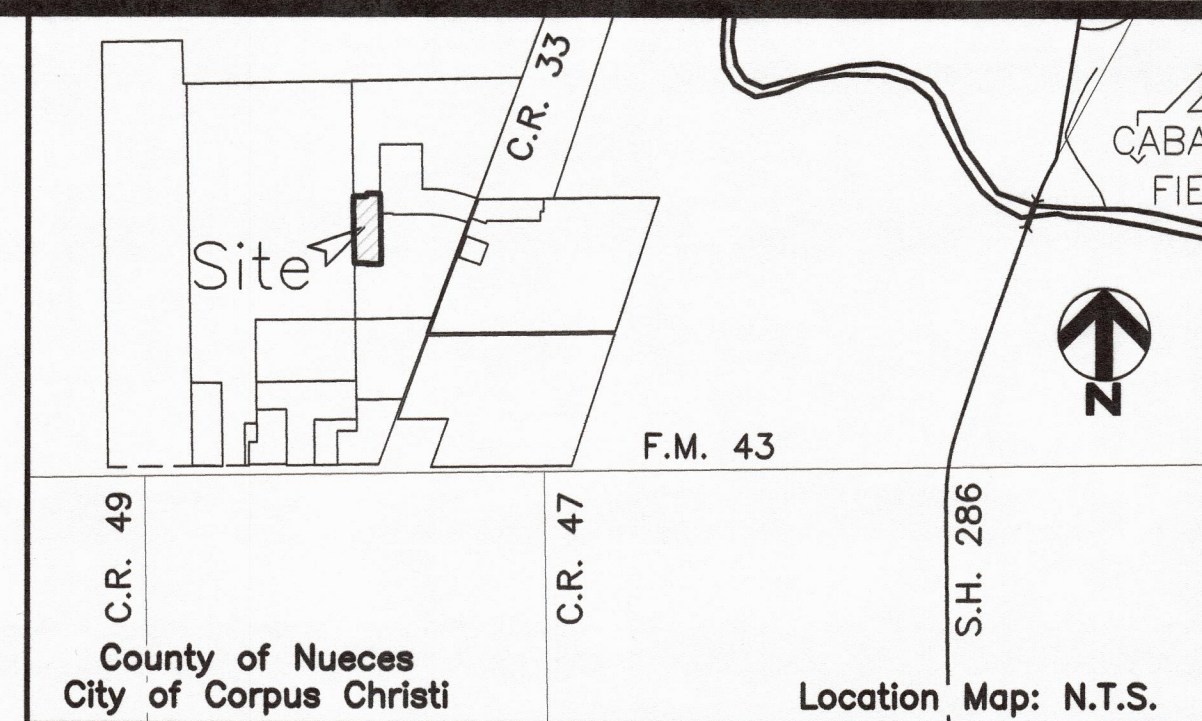 C.R. 33
Site
F.M. 43
N
C.R. 49
C.R. 47
S.H. 286
County of Nueces
City of Corpus Christi
Location Map: N.T.S.